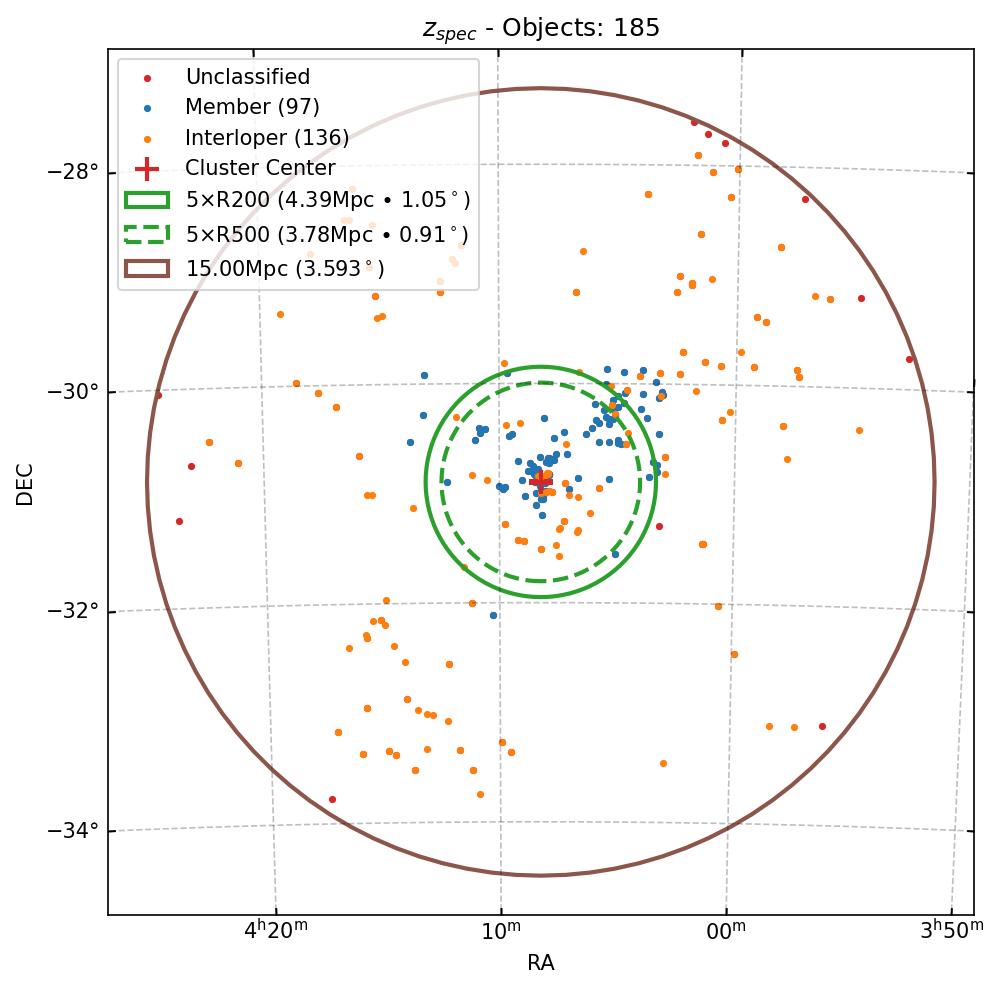 z_spec - Objects: 185
Unclassified
Member (97)
Interloper (136)
Cluster Center
5×R200 (4.39Mpc • 1.05°)
5×R500 (3.78Mpc • 0.91°)
15.00Mpc (3.593°)
DEC
−28°
−30°
−32°
−34°
4h20m 10m 00m 3h50m
RA